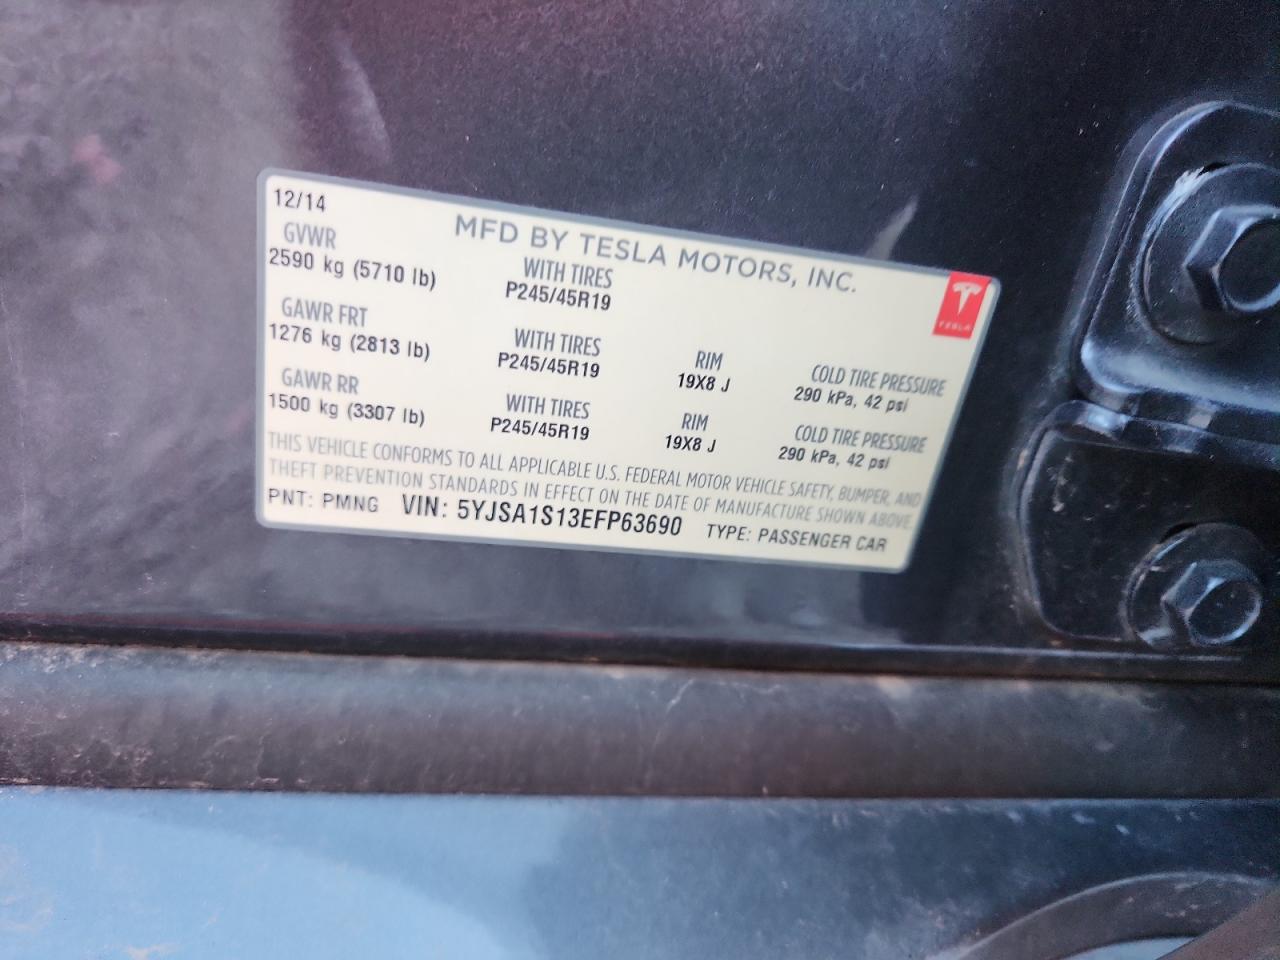 12/14
MFD BY TESLA MOTORS, INC.
GVWR
2590 kg (5710 lb)
WITH TIRES
P245/45R19
TESLA
GAWR FRT
1276 kg (2813 lb)
WITH TIRES
P245/45R19
RIM
19X8 J
COLD TIRE PRESSURE
290 kPa, 42 psi
GAWR RR
1500 kg (3307 lb)
WITH TIRES
P245/45R19
RIM
19X8 J
COLD TIRE PRESSURE
290 kPa, 42 psi
THIS VEHICLE CONFORMS TO ALL APPLICABLE U.S. FEDERAL MOTOR VEHICLE SAFETY, BUMPER, AND
THEFT PREVENTION STANDARDS IN EFFECT ON THE DATE OF MANUFACTURE SHOWN ABOVE.
PNT: PMNG VIN: 5YJSA1S13EFP63690 TYPE: PASSENGER CAR